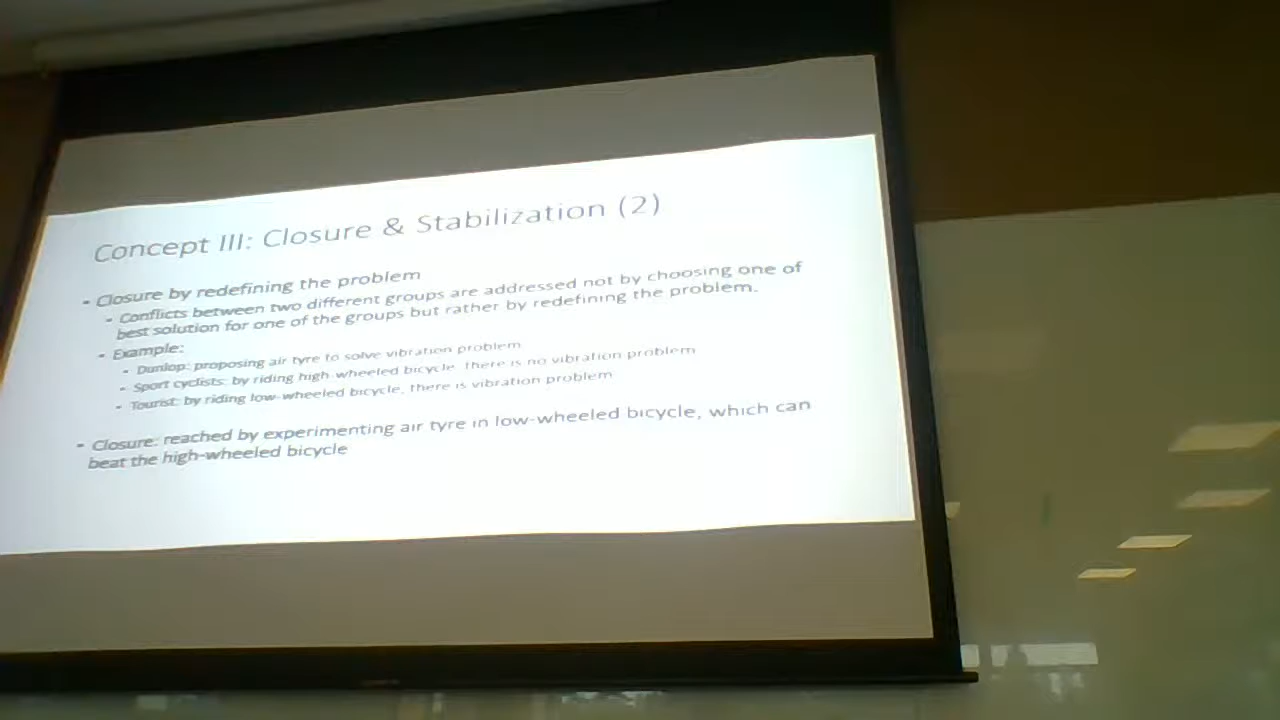 Concept III: Closure & Stabilization (2)
• Closure by redefining the problem
• Conflicts between two different groups are addressed not by choosing one of
best solution for one of the groups but rather by redefining the problem.
• Example:
• Dunlop: proposing air tyre to solve vibration problem
• Sport cyclists: by riding high-wheeled bicycle, there is no vibration problem
• Tourist: by riding low-wheeled bicycle, there is vibration problem
• Closure: reached by experimenting air tyre in low-wheeled bicycle, which can
beat the high-wheeled bicycle